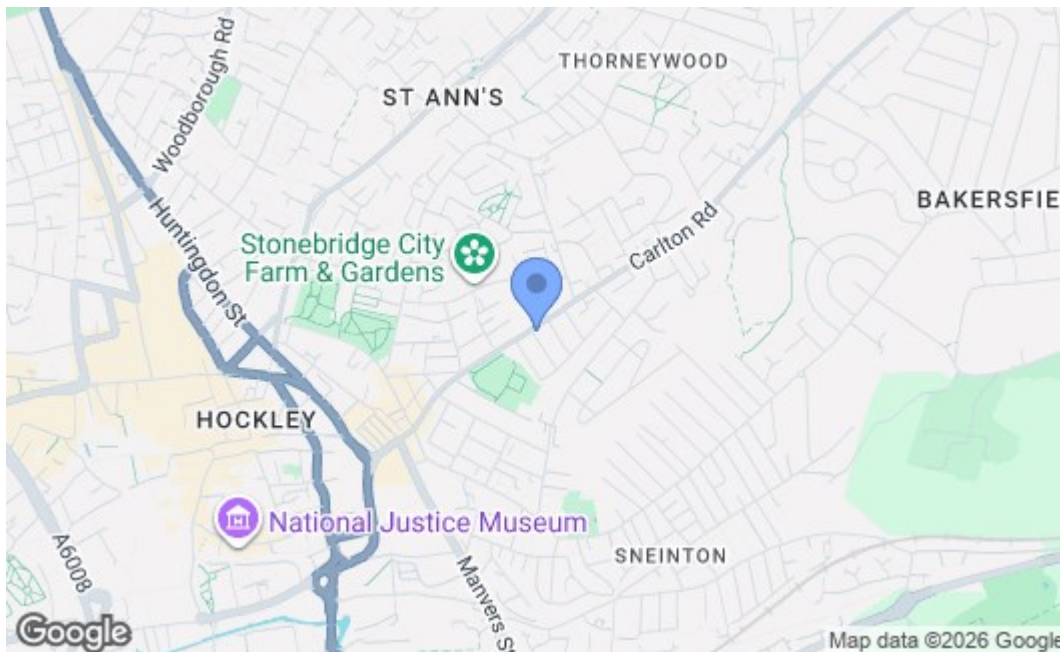 THORNEYWOOD
Woodborough Rd
ST ANN'S
BAKERSFIE
Huntingdon St
Stonebridge City
Farm & Gardens
Carlton Rd
HOCKLEY
National Justice Museum
A6008
Manvers St
SNEINTON
Google
Map data ©2026 Google